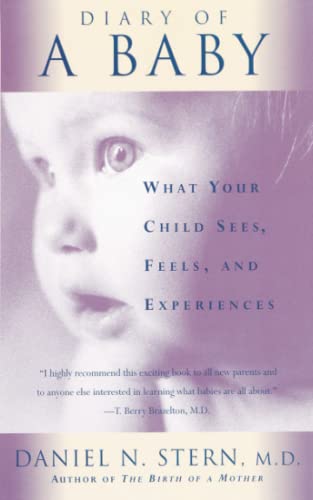 DIARY OF
A BABY
WHAT YOUR
CHILD SEES,
FEELS, AND
EXPERIENCES
“I highly recommend this exciting book to all new parents and
to anyone else interested in learning what babies are all about.”
—T. Berry Brazelton, M.D.
DANIEL N. STERN, M.D.
AUTHOR OF THE BIRTH OF A MOTHER